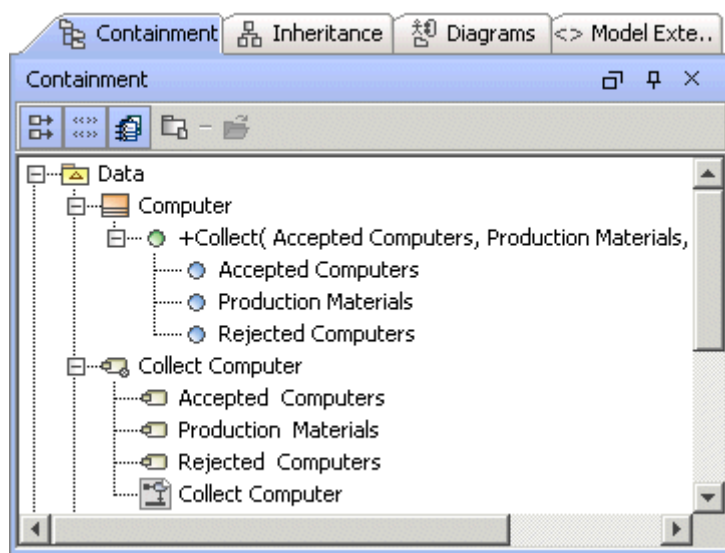 Containment Inheritance Diagrams <> Model Exte..
Containment
Data
Computer
+Collect( Accepted Computers, Production Materials,
Accepted Computers
Production Materials
Rejected Computers
Collect Computer
Accepted Computers
Production Materials
Rejected Computers
Collect Computer